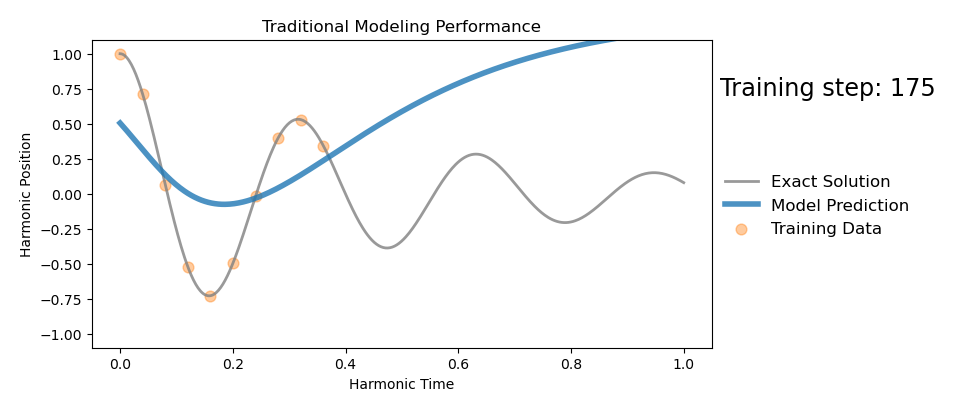 Traditional Modeling Performance
1.00
0.75
0.50
0.25
0.00
−0.25
−0.50
−0.75
−1.00
Harmonic Position
0.0 0.2 0.4 0.6 0.8 1.0
Harmonic Time
Training step: 175
Exact Solution
Model Prediction
Training Data